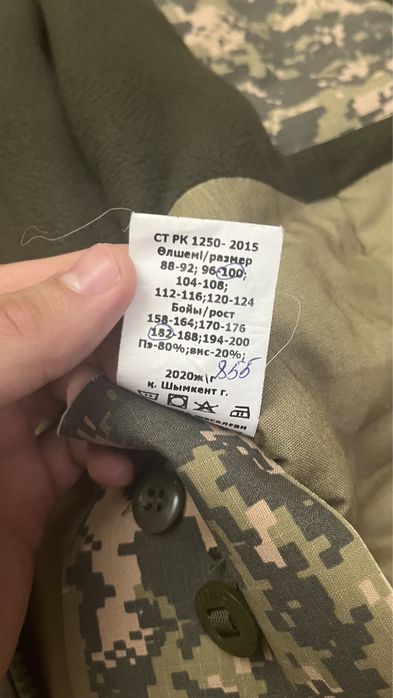 СТ РК 1250- 2015
Өлшемі/размер
88-92; 96-100;
104-108;
112-116;120-124
Бойы/рост
158-164;170-176
182-188;194-200
Пэ-80%;вис-20%;
855
2020ж\г
қ. Шымкент г.